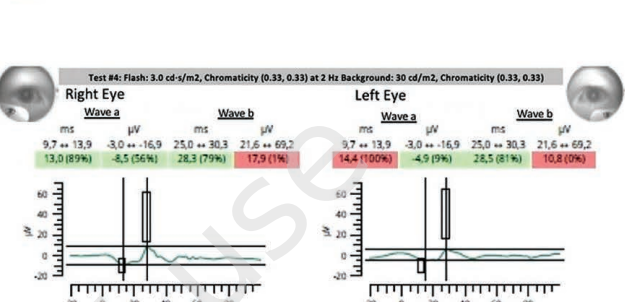 Test #4: Flash: 3.0 cd·s/m2, Chromaticity (0.33, 0.33) at 2 Hz Background: 30 cd/m2, Chromaticity (0.33, 0.33)
Right Eye
Wave a Wave b
ms µV ms µV
9,7 ↔ 13,9 -3,0 ↔ -16,9 25,0 ↔ 30,3 21,6 ↔ 69,2
13,0 (89%) -8,5 (56%) 28,3 (79%) 17,9 (1%)
µV
60
40
20
0
-20
Left Eye
Wave a Wave b
ms µV ms µV
9,7 ↔ 13,9 -3,0 ↔ -16,9 25,0 ↔ 30,3 21,6 ↔ 69,2
14,4 (100%) -4,9 (9%) 28,5 (81%) 10,8 (0%)
µV
60
40
20
0
-20
use